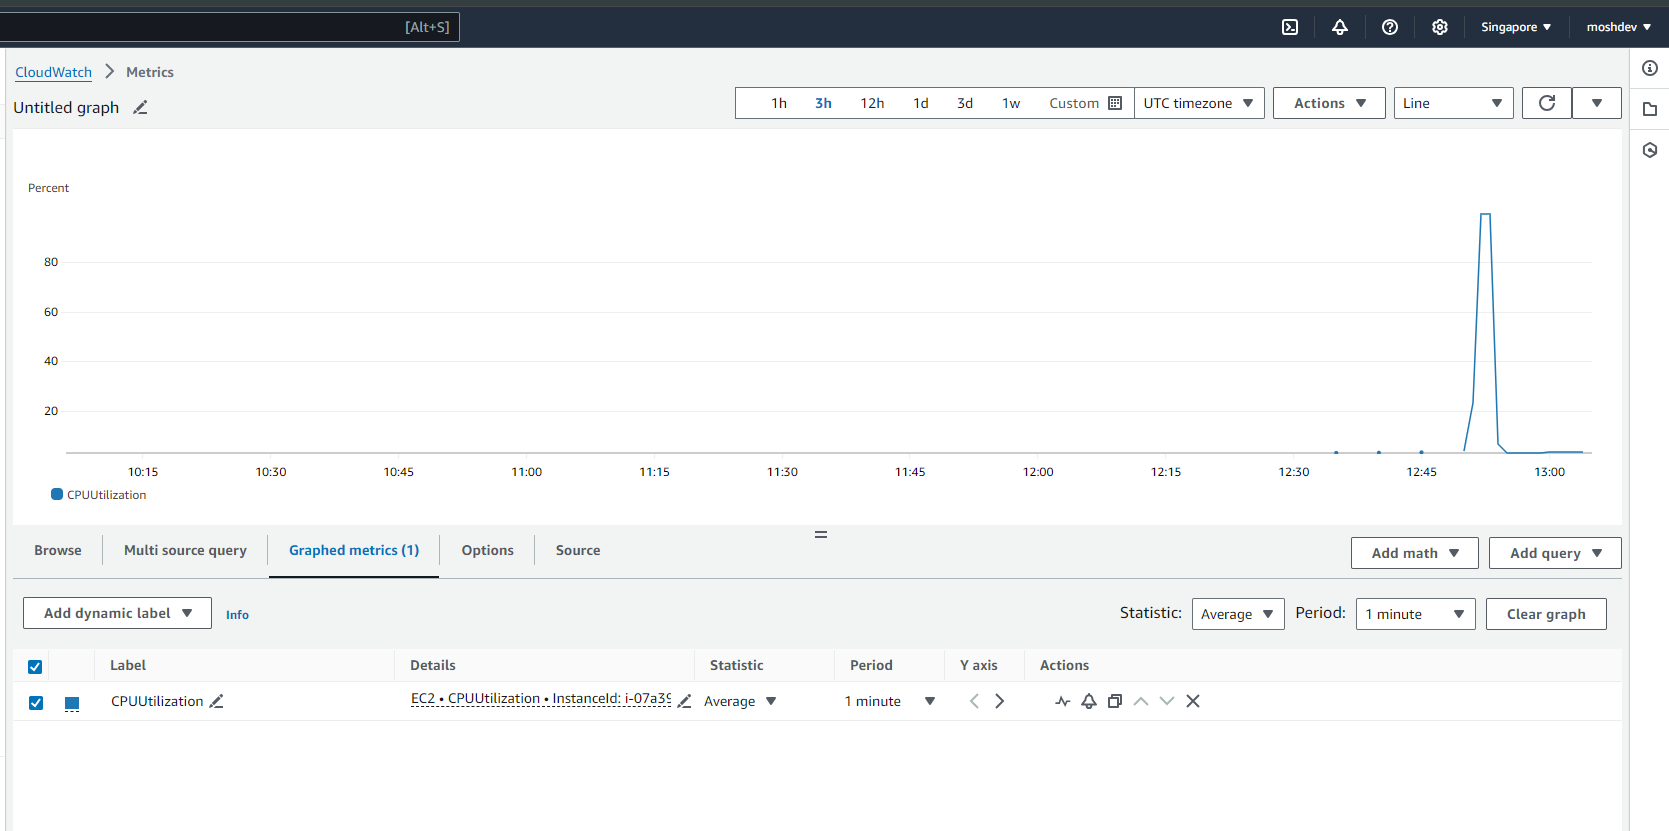 [Alt+S]
Singapore
moshdev
CloudWatch
Metrics
Untitled graph
1h
3h
12h
1d
3d
1w
Custom
UTC timezone
Actions
Line
Percent
80
60
40
20
10:15
10:30
10:45
11:00
11:15
11:30
11:45
12:00
12:15
12:30
12:45
13:00
CPUUtilization
Browse
Multi source query
Graphed metrics (1)
Options
Source
Add math
Add query
Add dynamic label
Info
Statistic:
Average
Period:
1 minute
Clear graph
Label
Details
Statistic
Period
Y axis
Actions
CPUUtilization
EC2 • CPUUtilization • InstanceId: i-07a39
Average
1 minute